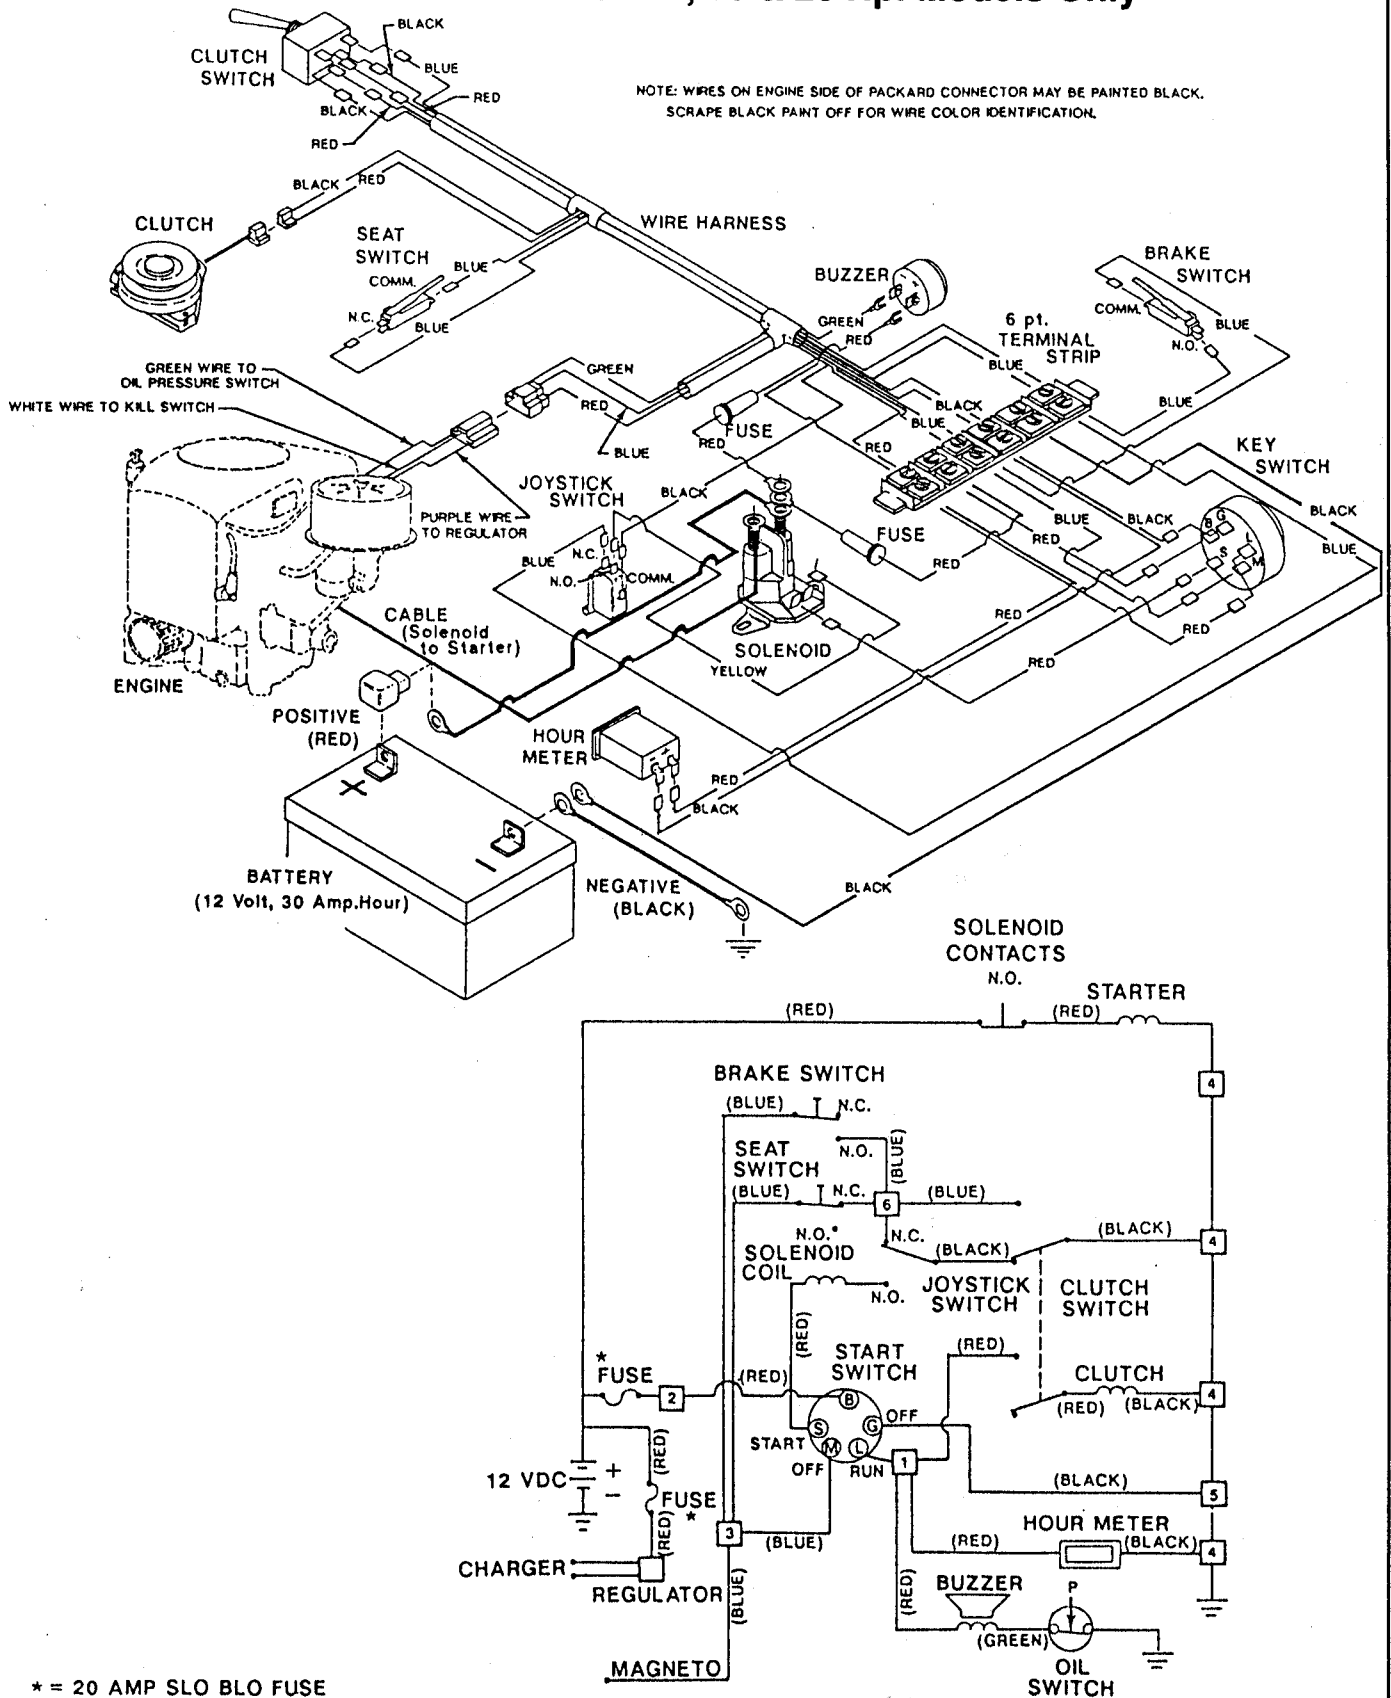 Models Only
CLUTCH
SWITCH
BLACK
BLUE
RED
BLACK
RED
NOTE: WIRES ON ENGINE SIDE OF PACKARD CONNECTOR MAY BE PAINTED BLACK.
SCRAPE BLACK PAINT OFF FOR WIRE COLOR IDENTIFICATION.
BLACK
RED
CLUTCH
SEAT
SWITCH
COMM.
BLUE
N.C.
BLUE
WIRE HARNESS
BUZZER
GREEN
RED
BRAKE
SWITCH
COMM.
BLUE
N.O.
6 pt.
TERMINAL
STRIP
BLUE
BLACK
BLUE
BLUE
GREEN WIRE TO
OIL PRESSURE SWITCH
WHITE WIRE TO KILL SWITCH
GREEN
RED
BLUE
FUSE
RED
RED
KEY
SWITCH
JOYSTICK
SWITCH
BLACK
PURPLE WIRE
TO REGULATOR
BLUE
N.C.
N.O.
COMM.
FUSE
RED
BLUE
RED
BLACK
B
G
L
S
M
BLACK
BLUE
CABLE
(Solenoid
to Starter)
SOLENOID
YELLOW
RED
RED
RED
ENGINE
POSITIVE
(RED)
HOUR
METER
RED
BLACK
+
−
BATTERY
(12 Volt, 30 Amp.Hour)
NEGATIVE
(BLACK)
BLACK
SOLENOID
CONTACTS
N.O.
(RED)
(RED)
STARTER
4
BRAKE SWITCH
(BLUE)
N.C.
N.O.
(BLUE)
SEAT
SWITCH
(BLUE)
N.C.
6
(BLUE)
N.O.
N.C.
(BLACK)
(BLACK)
4
SOLENOID
COIL
N.O.
JOYSTICK
SWITCH
CLUTCH
SWITCH
(RED)
START
SWITCH
(RED)
*
FUSE
2
(RED)
B
S
G
M
L
START
OFF
OFF
RUN
CLUTCH
(RED)
(BLACK)
4
1
(BLACK)
5
12 VDC
+
−
(RED)
FUSE
*
(RED)
3
(BLUE)
HOUR METER
(RED)
(BLACK)
4
CHARGER
REGULATOR
(BLUE)
(RED)
BUZZER
(GREEN)
P
OIL
SWITCH
MAGNETO
* = 20 AMP SLO BLO FUSE